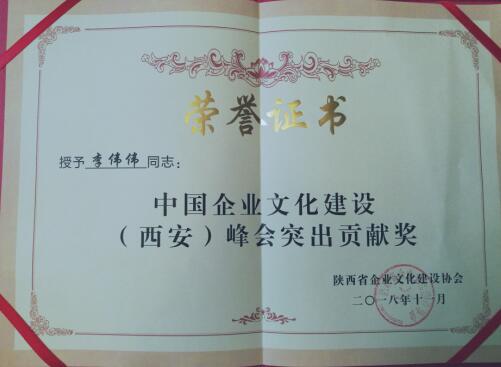 荣誉证书
授予 李伟伟 同志：
中国企业文化建设
（西安）峰会突出贡献奖
陕西省企业文化建设协会
二〇一八年十一月